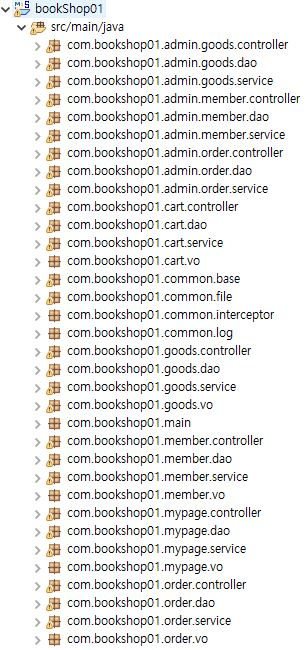 bookShop01
src/main/java
com.bookshop01.admin.goods.controller
com.bookshop01.admin.goods.dao
com.bookshop01.admin.goods.service
com.bookshop01.admin.member.controller
com.bookshop01.admin.member.dao
com.bookshop01.admin.member.service
com.bookshop01.admin.order.controller
com.bookshop01.admin.order.dao
com.bookshop01.admin.order.service
com.bookshop01.cart.controller
com.bookshop01.cart.dao
com.bookshop01.cart.service
com.bookshop01.cart.vo
com.bookshop01.common.base
com.bookshop01.common.file
com.bookshop01.common.interceptor
com.bookshop01.common.log
com.bookshop01.goods.controller
com.bookshop01.goods.dao
com.bookshop01.goods.service
com.bookshop01.goods.vo
com.bookshop01.main
com.bookshop01.member.controller
com.bookshop01.member.dao
com.bookshop01.member.service
com.bookshop01.member.vo
com.bookshop01.mypage.controller
com.bookshop01.mypage.dao
com.bookshop01.mypage.service
com.bookshop01.mypage.vo
com.bookshop01.order.controller
com.bookshop01.order.dao
com.bookshop01.order.service
com.bookshop01.order.vo